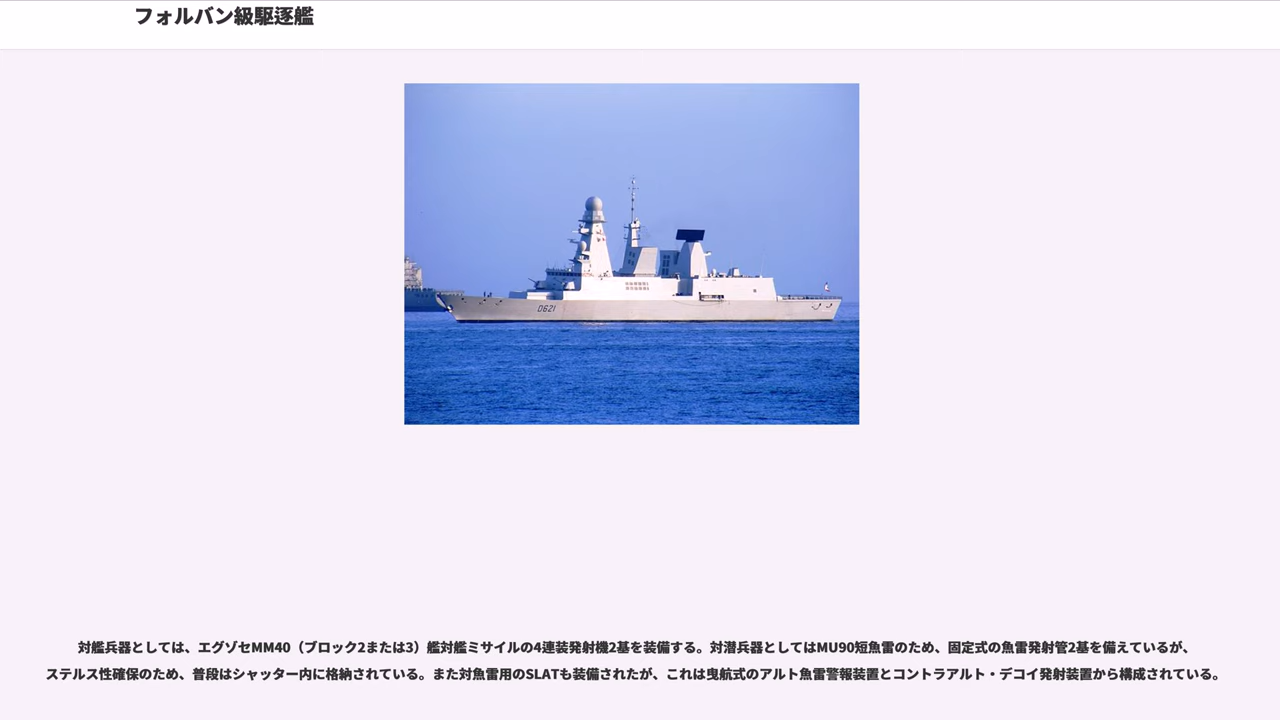 フォルバン級駆逐艦
D621
対艦兵器としては、エグゾセMM40（ブロック2または3）艦対艦ミサイルの4連装発射機2基を装備する。対潜兵器としてはMU90短魚雷のため、固定式の魚雷発射管2基を備えているが、
ステルス性確保のため、普段はシャッター内に格納されている。また対魚雷用のSLATも装備されたが、これは曳航式のアルト魚雷警報装置とコントラアルト・デコイ発射装置から構成されている。